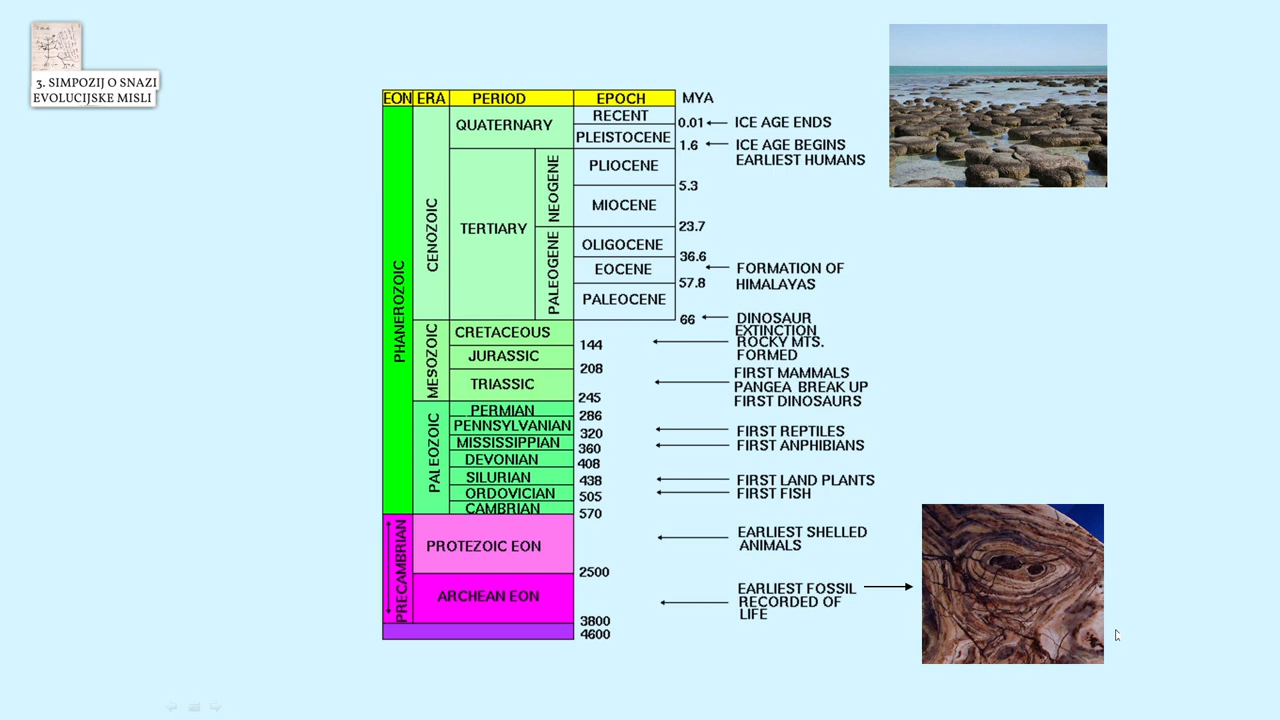 3. SIMPOZIJ O SNAZI
EVOLUCIJSKE MISLI
EON ERA PERIOD EPOCH MYA
PHANEROZOIC
CENOZOIC
QUATERNARY
RECENT
0.01 ICE AGE ENDS
PLEISTOCENE
1.6 ICE AGE BEGINS
EARLIEST HUMANS
TERTIARY
NEOGENE
PLIOCENE
5.3
MIOCENE
23.7
PALEOGENE
OLIGOCENE
36.6
EOCENE
FORMATION OF
HIMALAYAS
57.8
PALEOCENE
66 DINOSAUR
EXTINCTION
MESOZOIC
CRETACEOUS
ROCKY MTS.
FORMED
144
JURASSIC
208
TRIASSIC
FIRST MAMMALS
PANGEA BREAK UP
FIRST DINOSAURS
245
PALEOZOIC
PERMIAN
286
PENNSYLVANIAN
FIRST REPTILES
320
MISSISSIPPIAN
FIRST ANPHIBIANS
360
DEVONIAN
408
SILURIAN
FIRST LAND PLANTS
438
ORDOVICIAN
FIRST FISH
505
CAMBRIAN
570
PRECAMBRIAN
PROTEZOIC EON
EARLIEST SHELLED
ANIMALS
2500
ARCHEAN EON
EARLIEST FOSSIL
RECORDED OF
LIFE
3800
4600